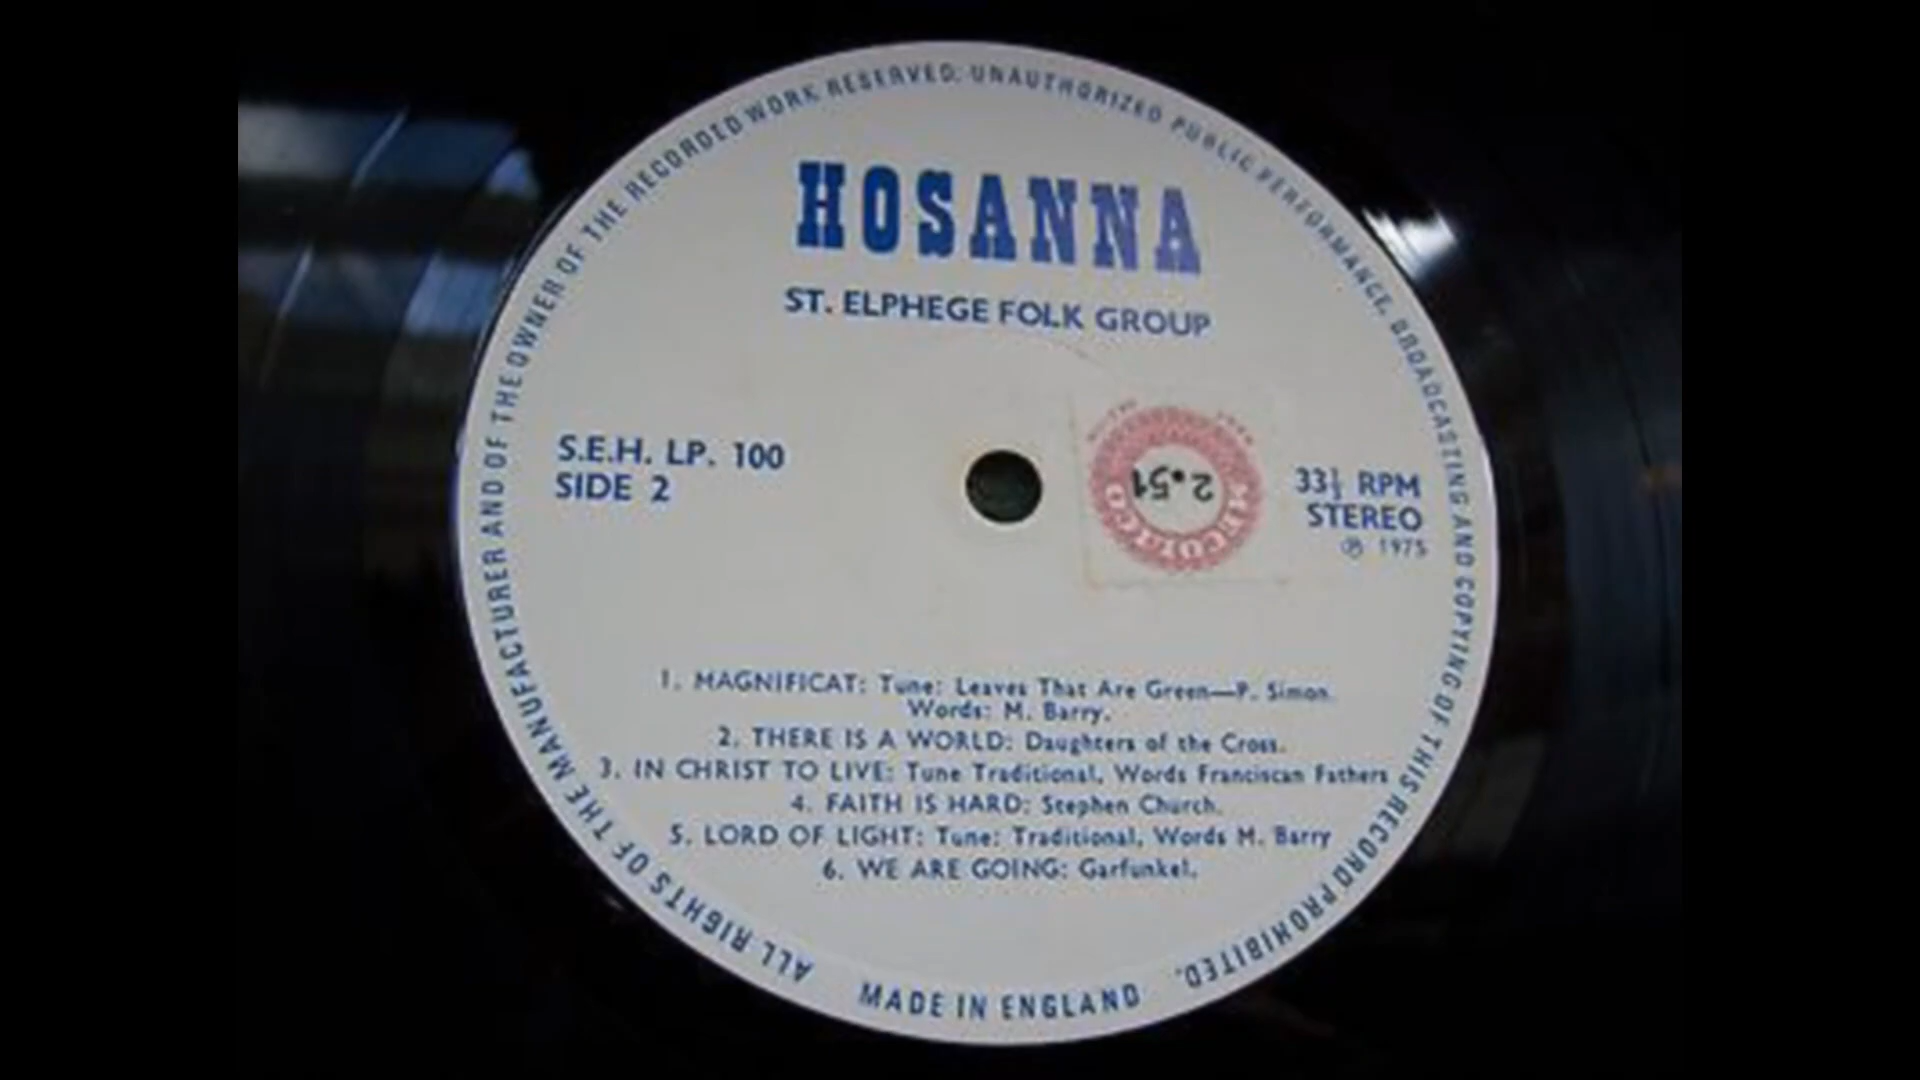 ALL RIGHTS OF THE MANUFACTURER AND OF THE OWNER OF THE RECORDED WORK RESERVED. UNAUTHORIZED PUBLIC PERFORMANCE, BROADCASTING AND COPYING OF THIS RECORD PROHIBITED.
HOSANNA
ST. ELPHEGE FOLK GROUP
S.E.H. LP. 100
SIDE 2
MECOLICO
2.51
33⅓ RPM
STEREO
℗ 1975
1. MAGNIFICAT: Tune: Leaves That Are Green—P. Simon.
Words: M. Barry.
2. THERE IS A WORLD: Daughters of the Cross.
3. IN CHRIST TO LIVE: Tune Traditional, Words Franciscan Fathers
4. FAITH IS HARD: Stephen Church.
5. LORD OF LIGHT: Tune: Traditional, Words M. Barry
6. WE ARE GOING: Garfunkel.
MADE IN ENGLAND